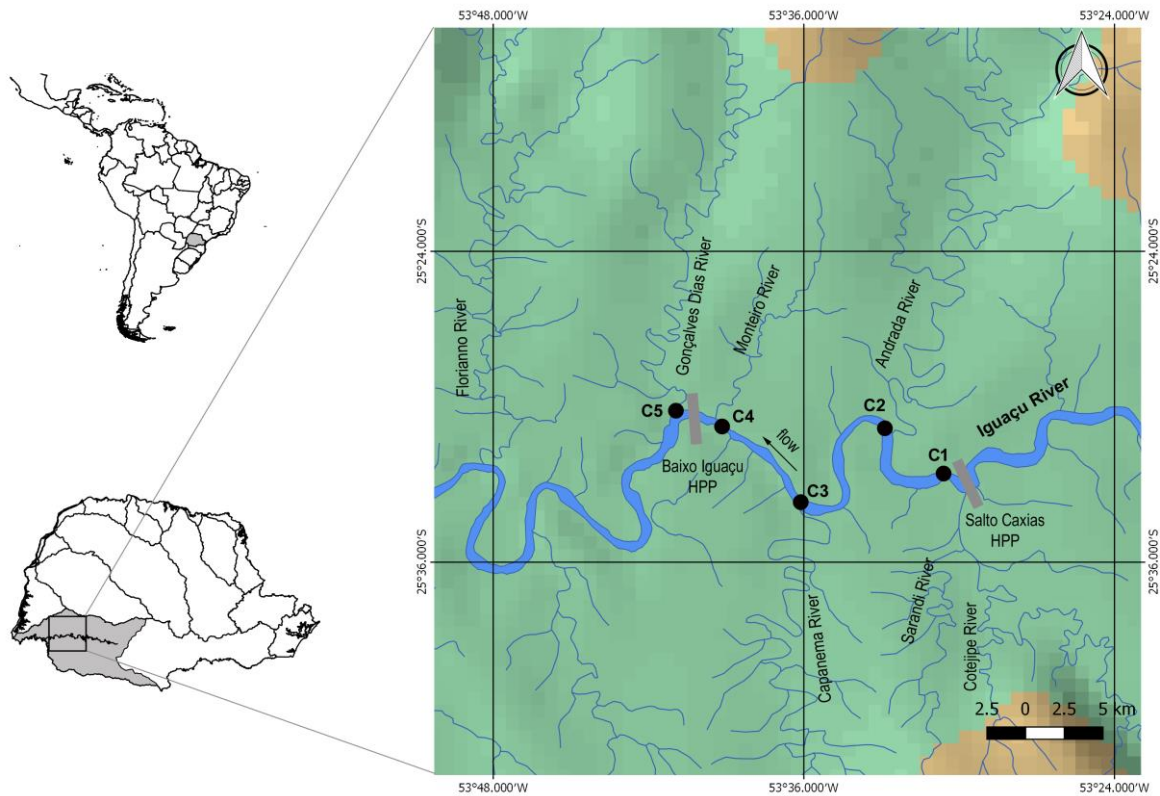 53°48.000'W
53°36.000'W
53°24.000'W
25°24.000'S
25°24.000'S
Florianno River
Gonçalves Dias River
Monteiro River
Andrada River
Iguaçu River
C5
C4
C2
flow
C1
C3
Baixo Iguaçu
HPP
Salto Caxias
HPP
25°36.000'S
25°36.000'S
Capanema River
Sarandi River
Cotejipe River
2.5 0 2.5 5 km
53°48.000'W
53°36.000'W
53°24.000'W